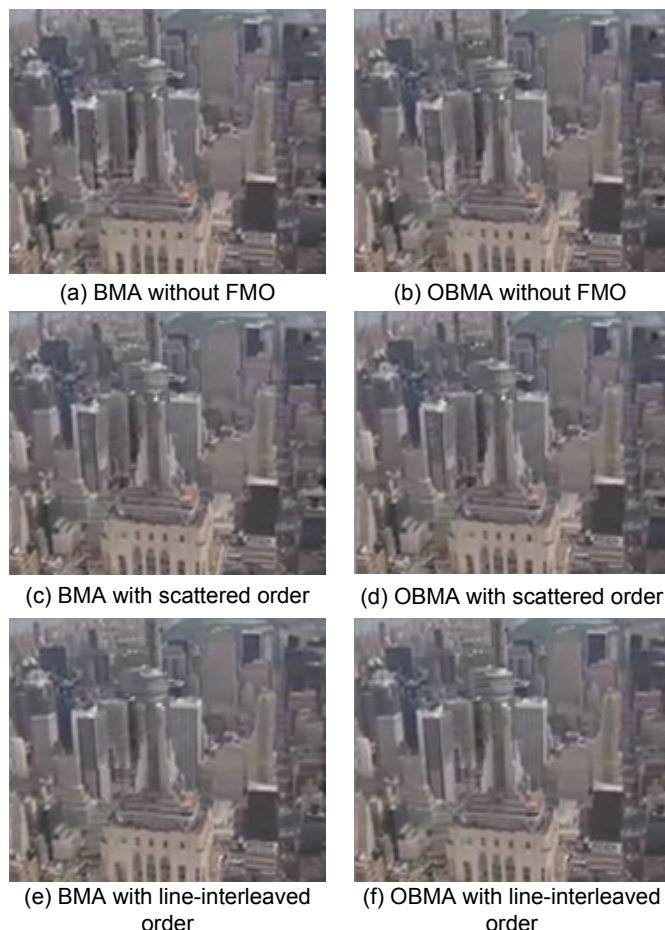 (a) BMA without FMO
(b) OBMA without FMO
(c) BMA with scattered order
(d) OBMA with scattered order
(e) BMA with line-interleaved
order
(f) OBMA with line-interleaved
order